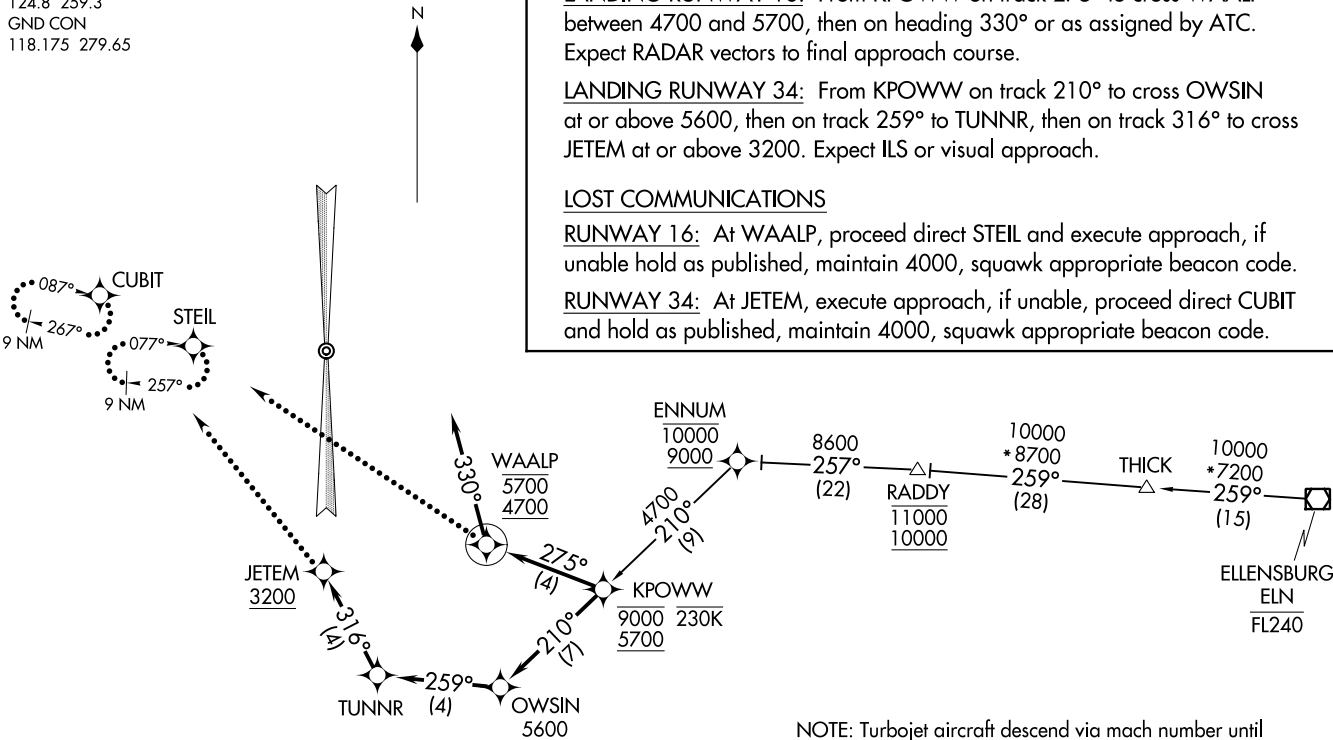 124.8 259.3
GND CON
118.175 279.65
N
LANDING RUNWAY 16: From KPOWW on track 275° to cross WAALP
between 4700 and 5700, then on heading 330° or as assigned by ATC.
Expect RADAR vectors to final approach course.
LANDING RUNWAY 34: From KPOWW on track 210° to cross OWSIN
at or above 5600, then on track 259° to TUNNR, then on track 316° to cross
JETEM at or above 3200. Expect ILS or visual approach.
LOST COMMUNICATIONS
RUNWAY 16: At WAALP, proceed direct STEIL and execute approach, if
unable hold as published, maintain 4000, squawk appropriate beacon code.
RUNWAY 34: At JETEM, execute approach, if unable, proceed direct CUBIT
and hold as published, maintain 4000, squawk appropriate beacon code.
CUBIT
087°
267°
9 NM
STEIL
077°
257°
9 NM
ENNUM
10000
9000
8600
257°
(22)
RADDY
11000
10000
10000
*8700
259°
(28)
THICK
10000
*7200
259°
(15)
ELLENSBURG
ELN
FL240
WAALP
5700
4700
330°
4700
210°
(9)
275°
(4)
KPOWW
9000 230K
5700
JETEM
3200
316°
(4)
210°
(7)
TUNNR
259°
(4)
OWSIN
5600
NOTE: Turbojet aircraft descend via mach number until